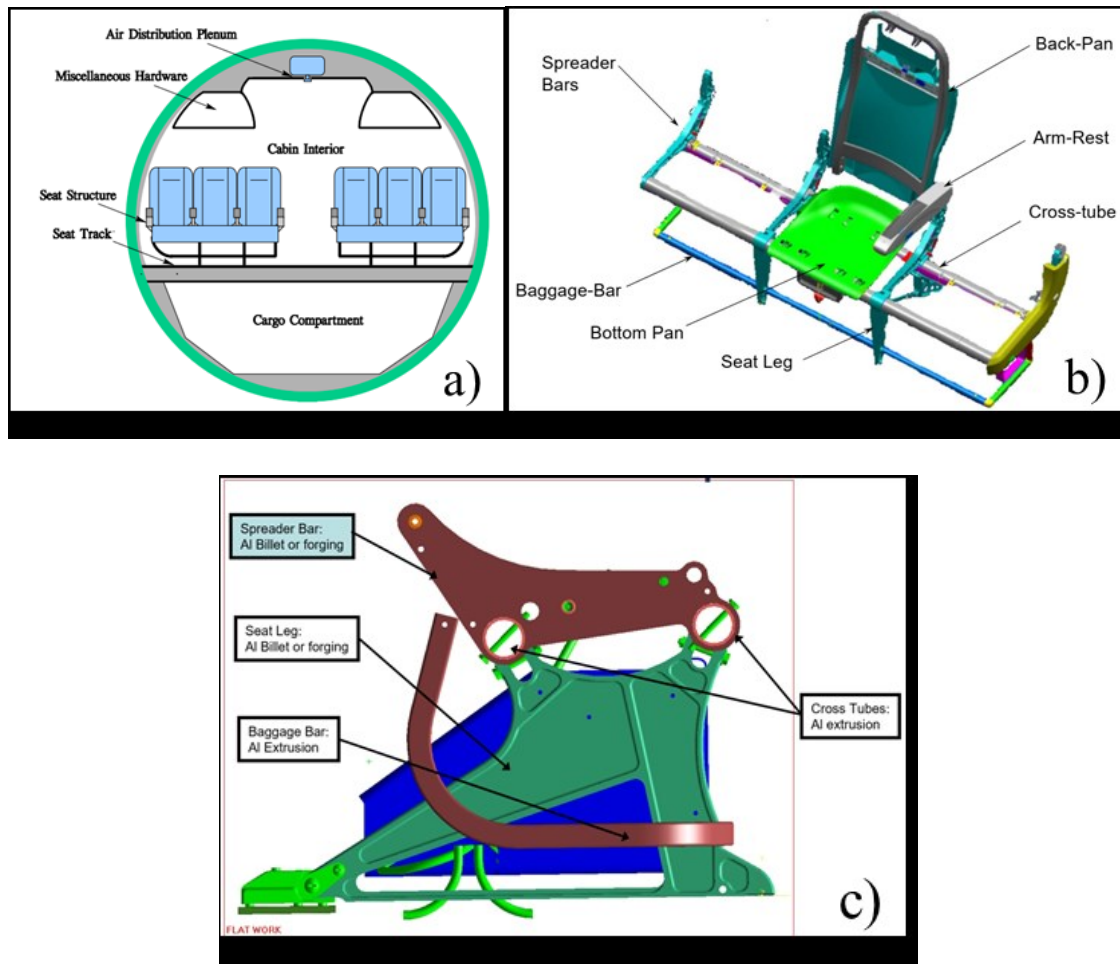 Air Distribution Plenum
Miscellaneous Hardware
Cabin Interior
Seat Structure
Seat Track
Cargo Compartment
a)
Spreader
Bars
Back-Pan
Arm-Rest
Cross-tube
Baggage-Bar
Bottom Pan
Seat Leg
b)
Spreader Bar:
Al Billet or forging
Seat Leg:
Al Billet or forging
Baggage Bar:
Al Extrusion
Cross Tubes:
Al extrusion
c)
FLAT WORK